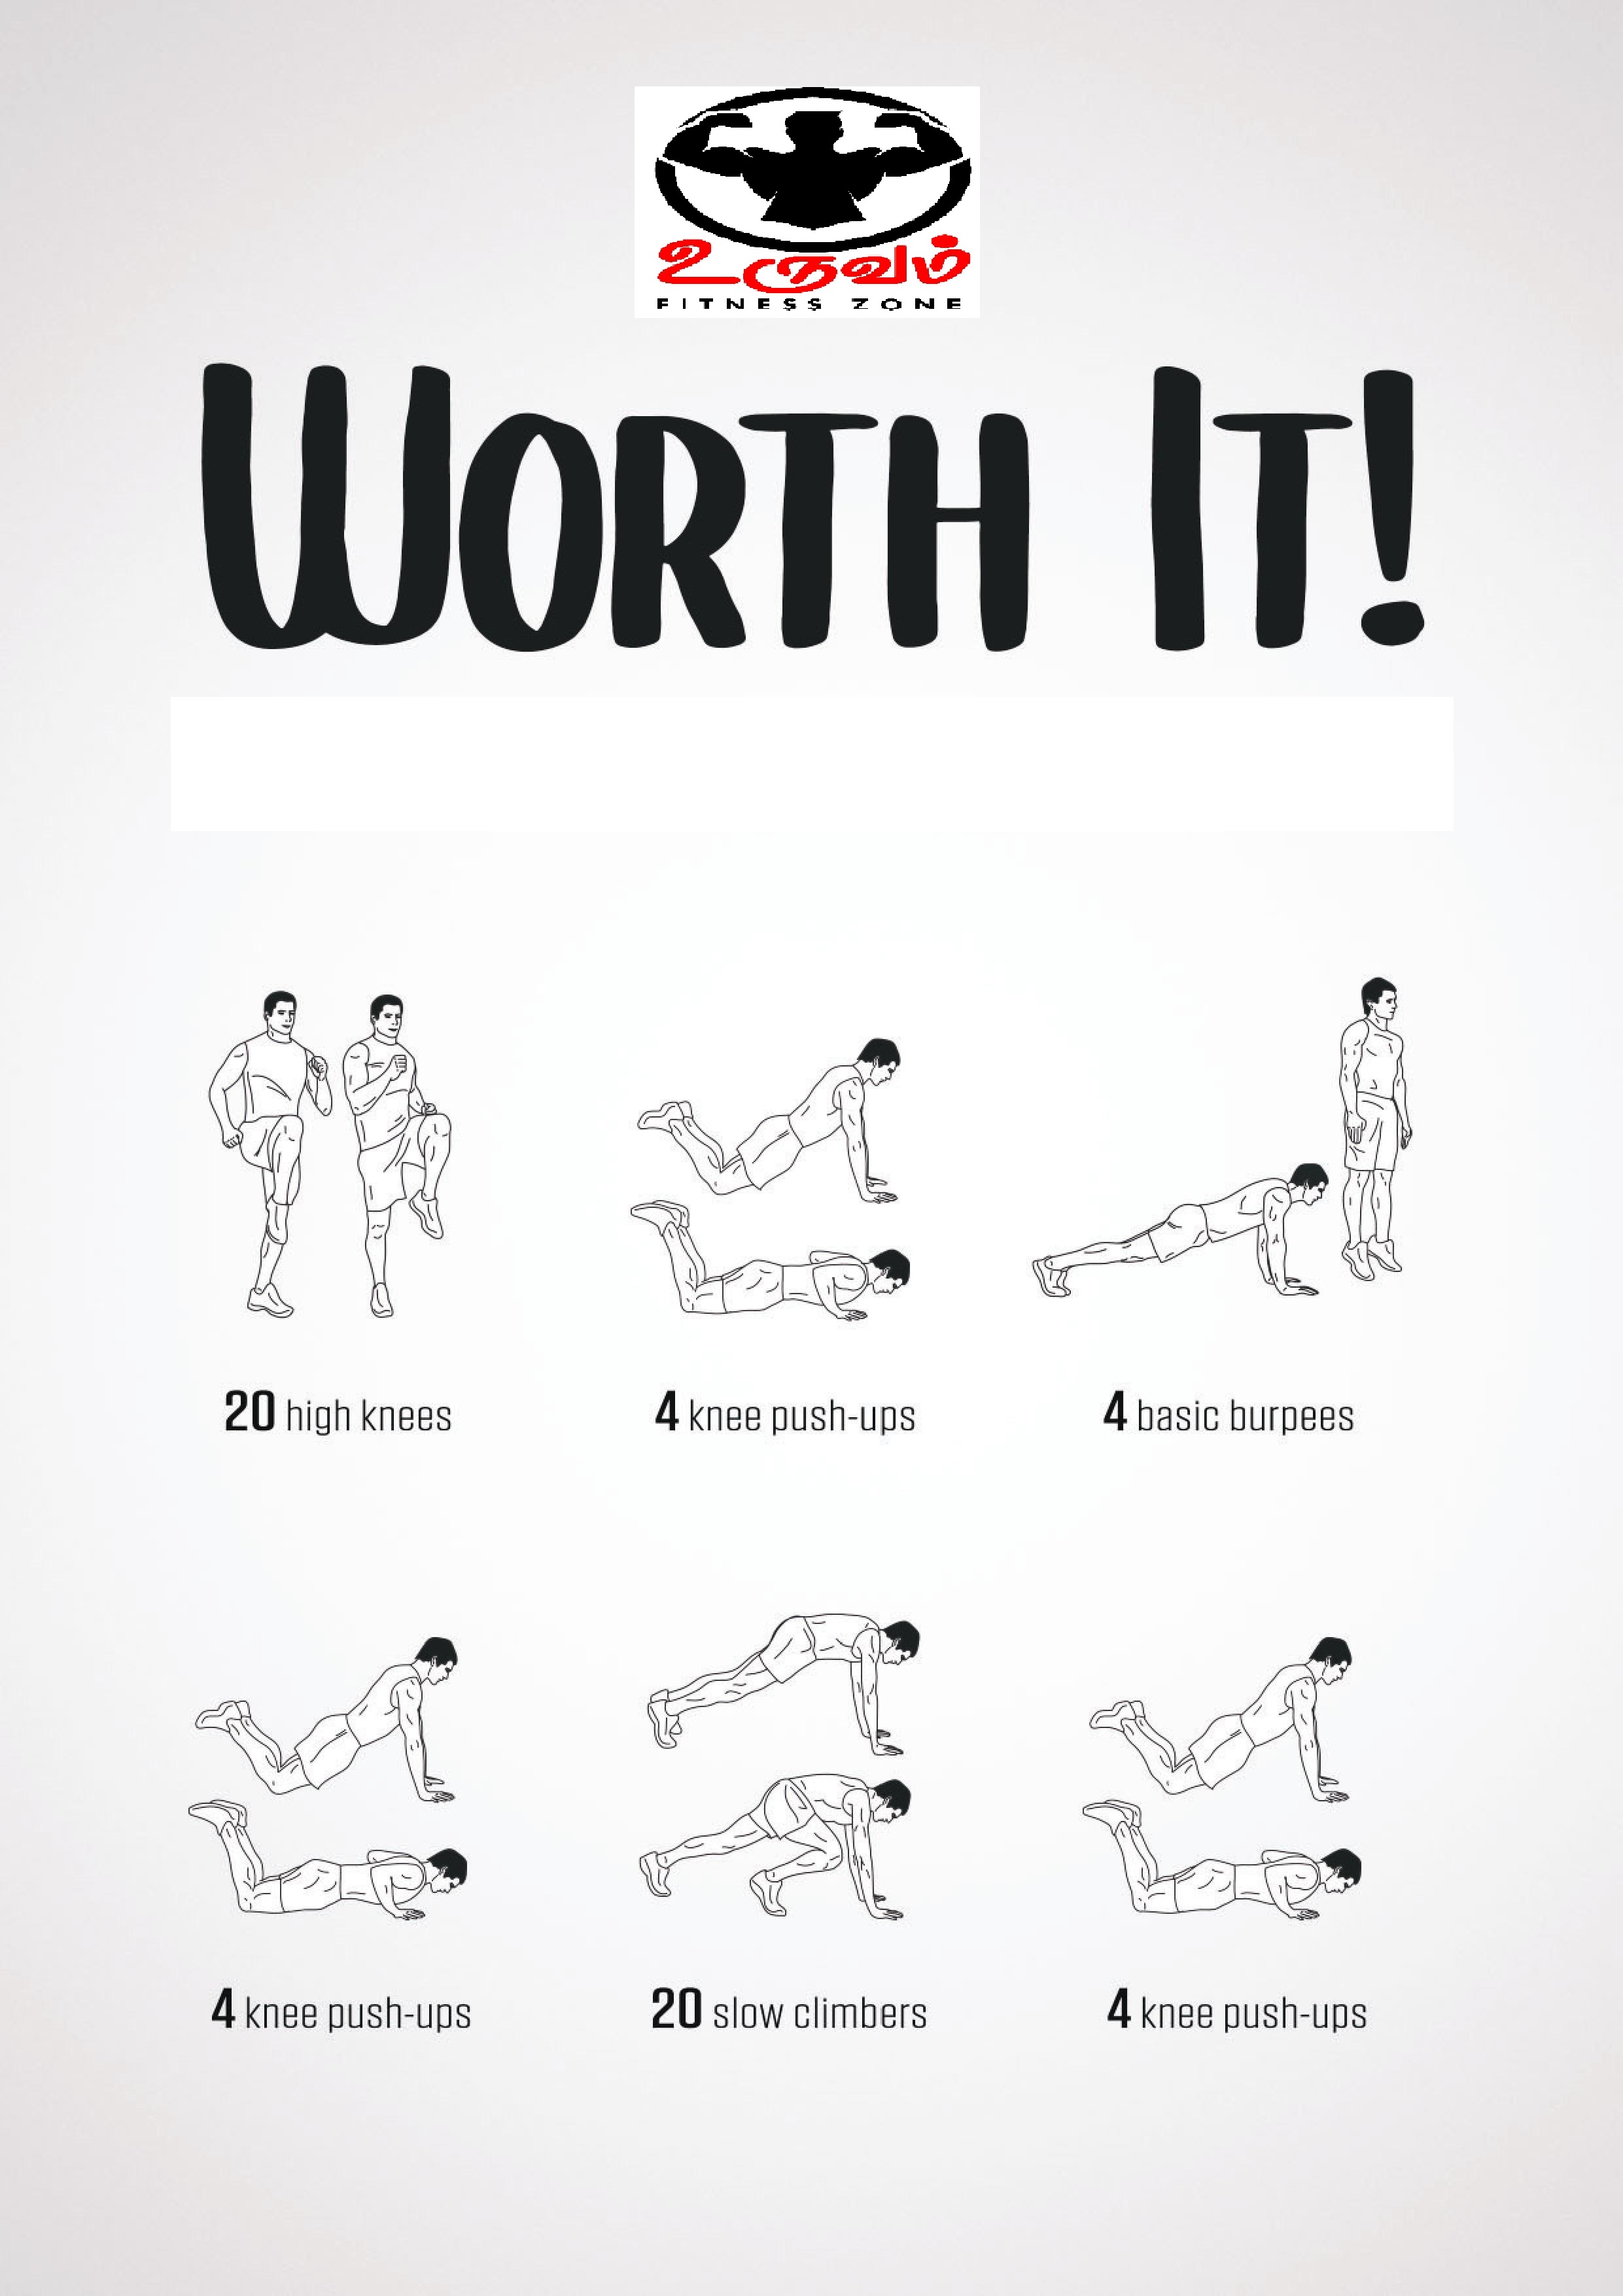 உருவம்
FITNESS ZONE
WORTH IT!
20 high knees
4 knee push-ups
4 basic burpees
4 knee push-ups
20 slow climbers
4 knee push-ups